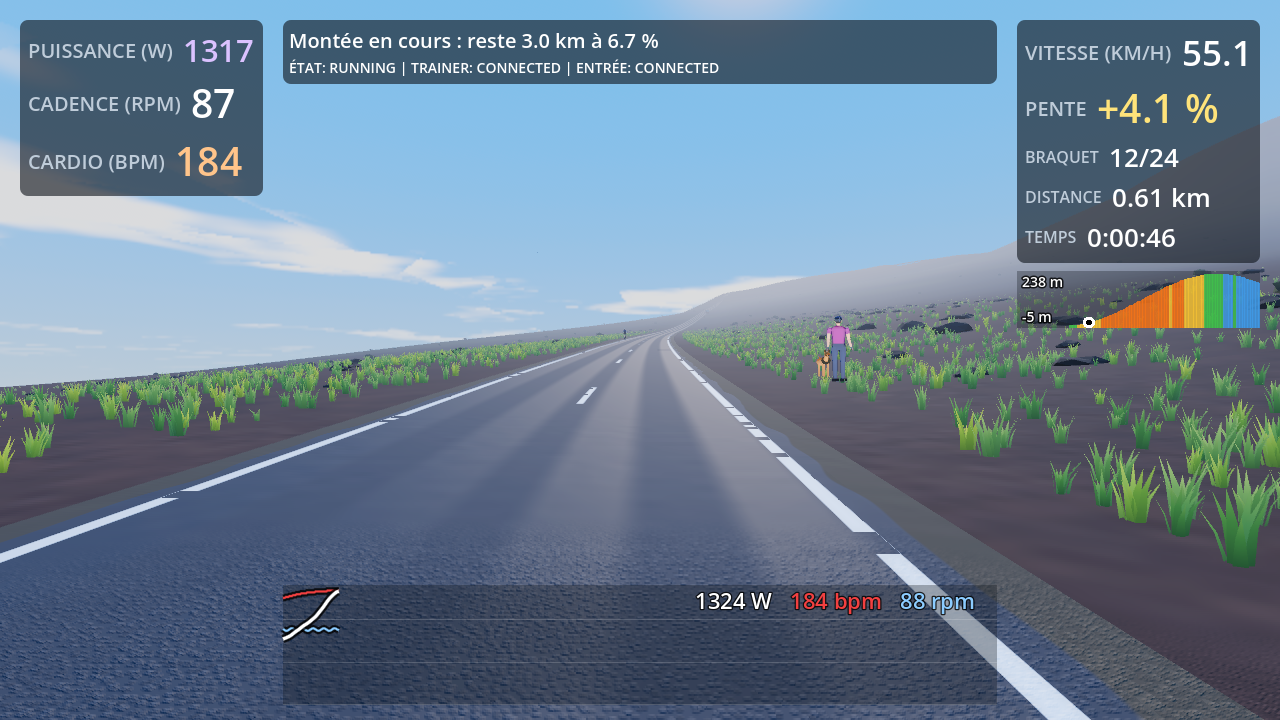 PUISSANCE (W) 1317
CADENCE (RPM) 87
CARDIO (BPM) 184
Montée en cours : reste 3.0 km à 6.7 %
ÉTAT: RUNNING | TRAINER: CONNECTED | ENTRÉE: CONNECTED
VITESSE (KM/H) 55.1
PENTE +4.1 %
BRAQUET 12/24
DISTANCE 0.61 km
TEMPS 0:00:46
238 m
-5 m
1324 W 184 bpm 88 rpm